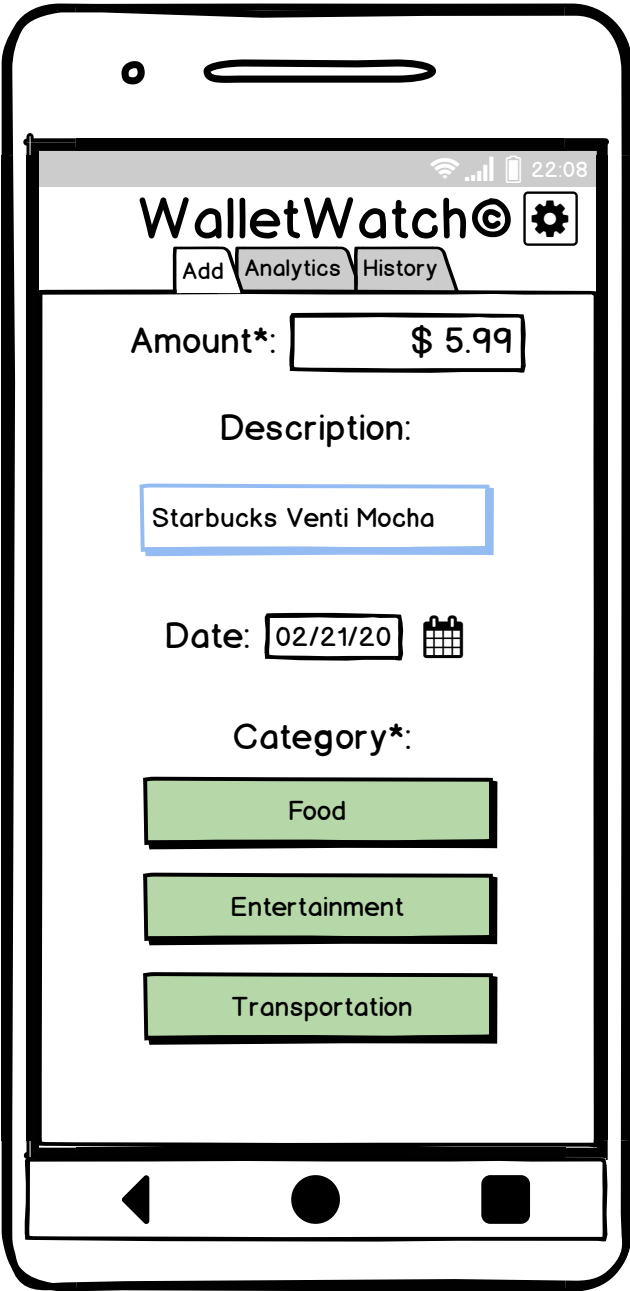 22:08
WalletWatch©
Add Analytics History
Amount*: $ 5.99
Description:
Starbucks Venti Mocha
Date: 02/21/20
Category*:
Food
Entertainment
Transportation